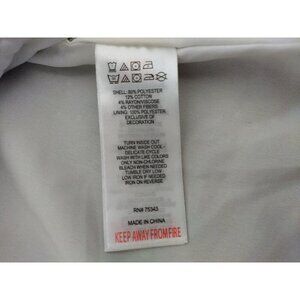 SHELL: 80% POLYESTER
12% COTTON
4% RAYON/VISCOSE
4% OTHER FIBERS
LINING: 100% POLYESTER
EXCLUSIVE OF
DECORATION
TURN INSIDE OUT
MACHINE WASH COOL -
DELICATE CYCLE
WASH WITH LIKE COLORS
ONLY NON-CHLORINE
BLEACH WHEN NEEDED
TUMBLE DRY LOW
LOW IRON IF NEEDED
IRON ON REVERSE
RN# 75343
MADE IN CHINA
KEEP AWAY FROM FIRE